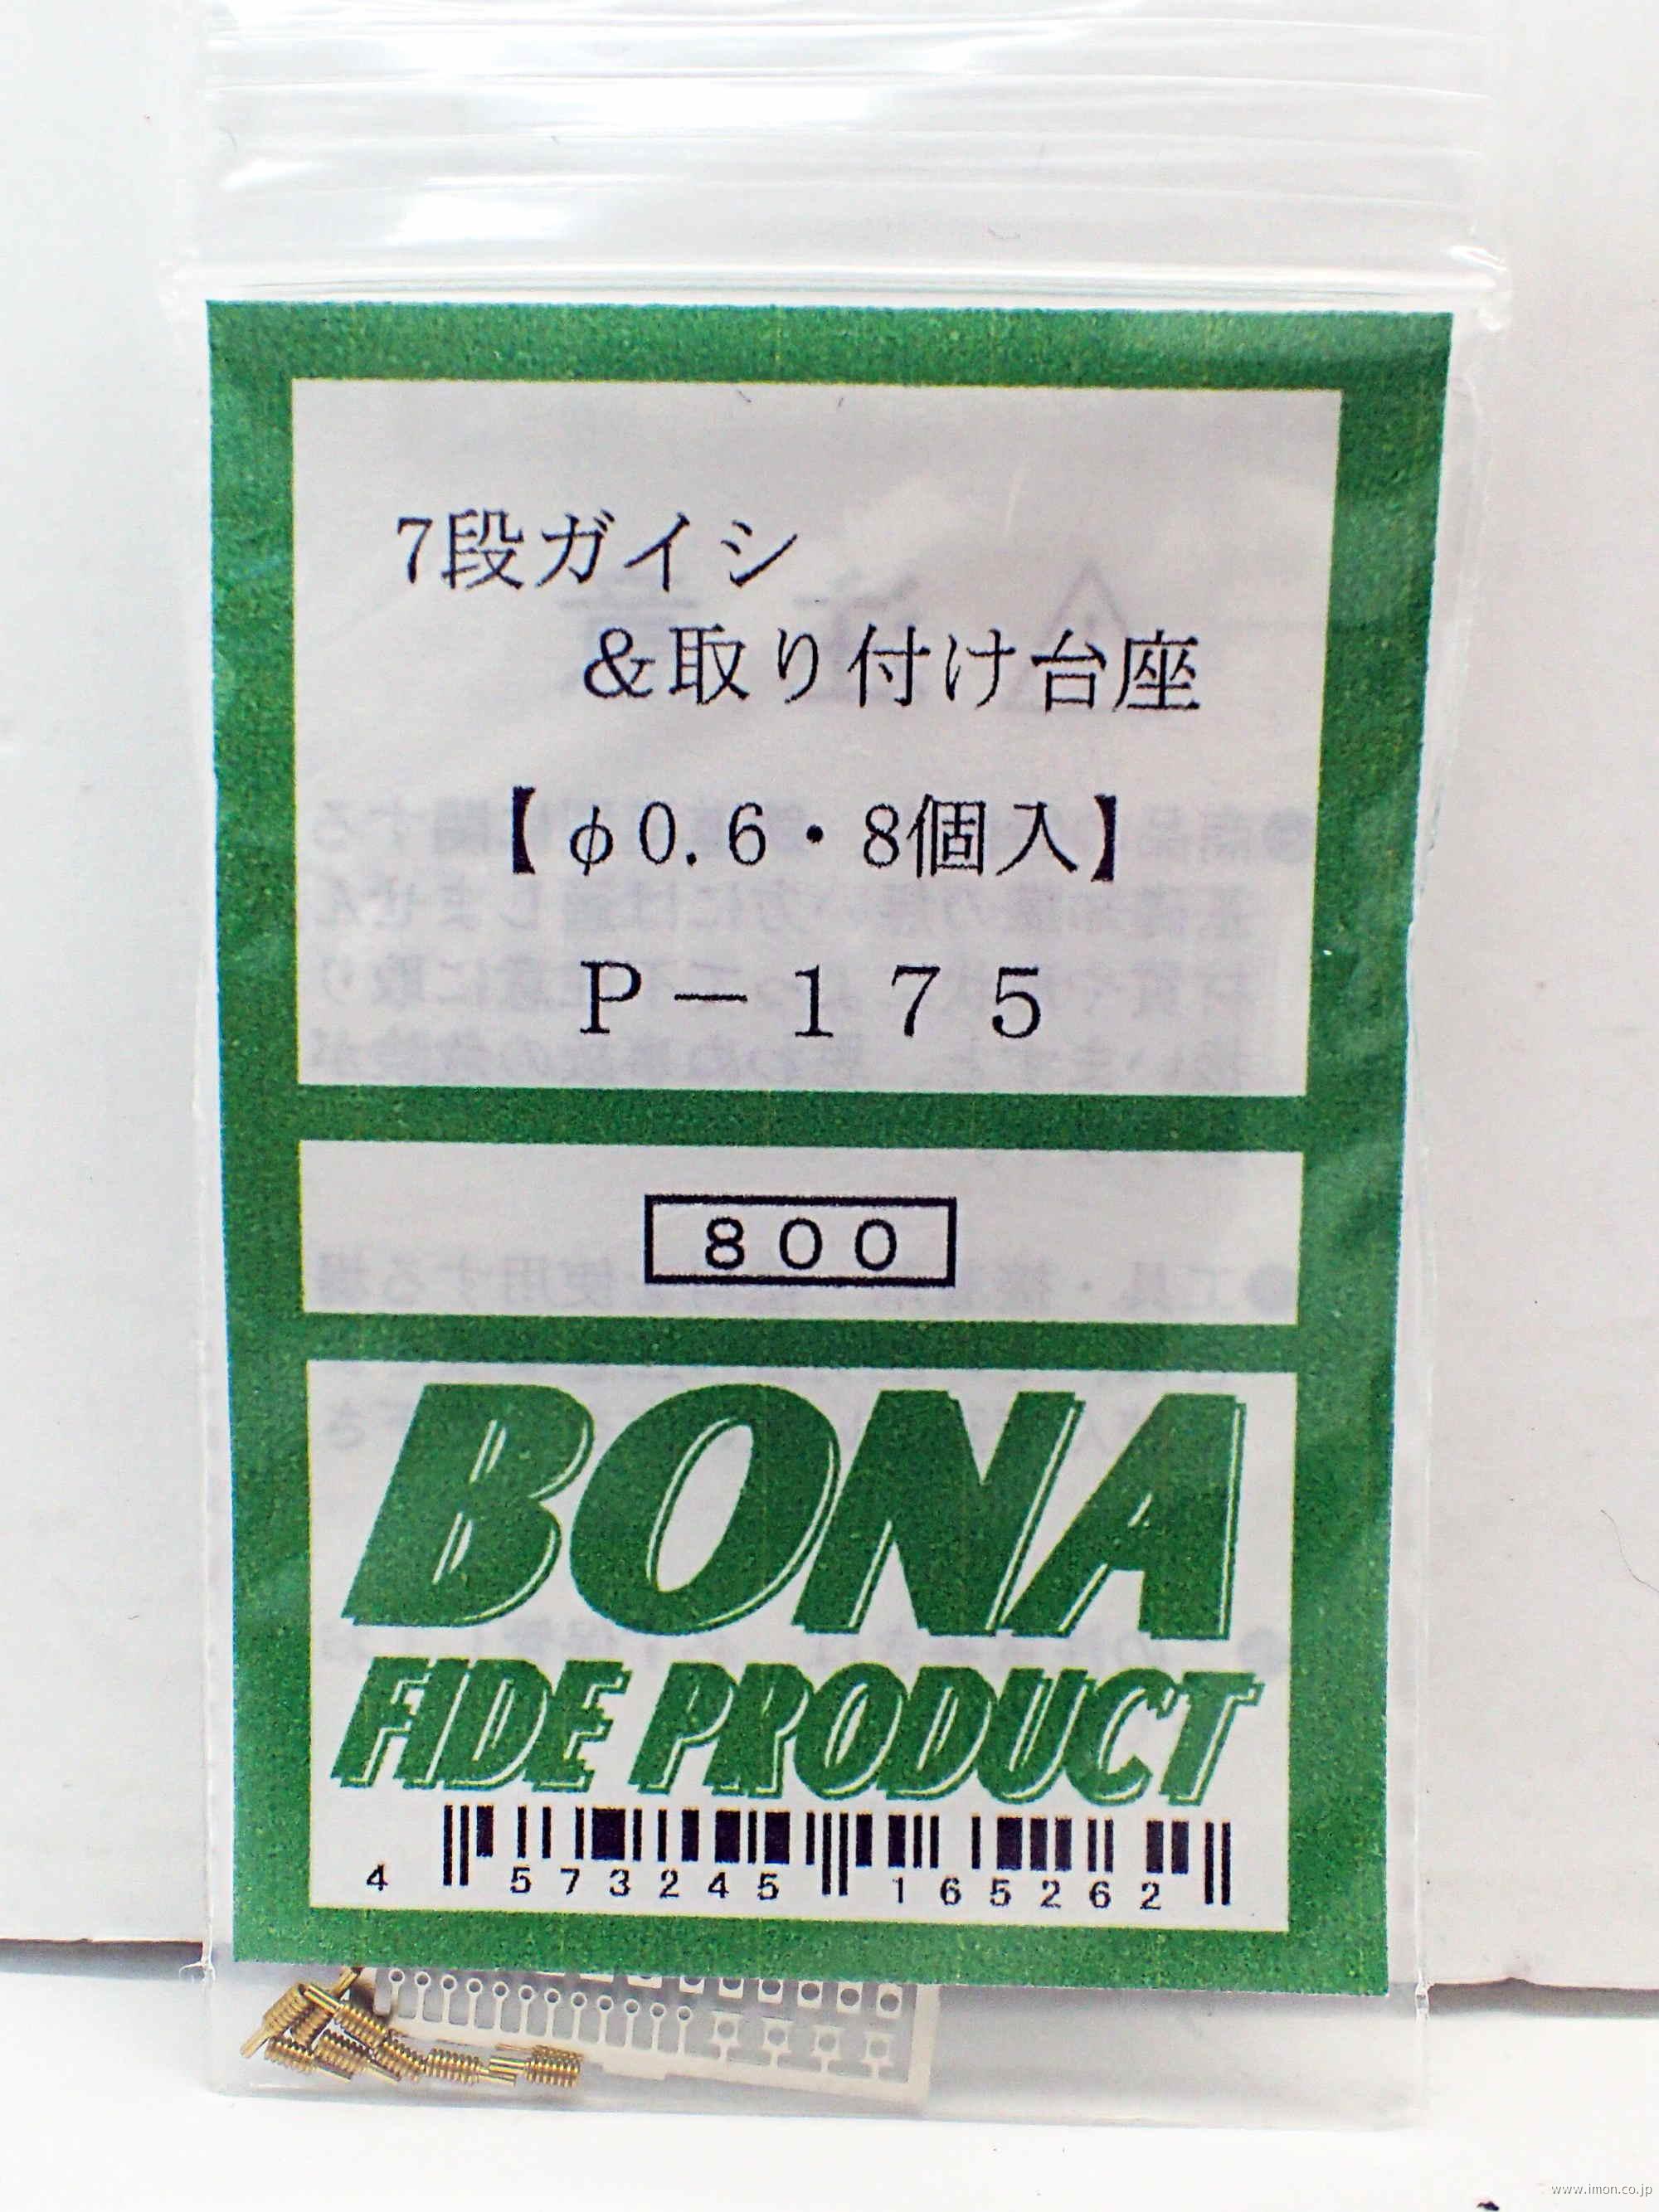 7段ガイシ
&取り付け台座
【φ0.6・8個入】
P－175
800
BONA
FIDE PRODUCT
4 573245 165262
www.imon.co.jp